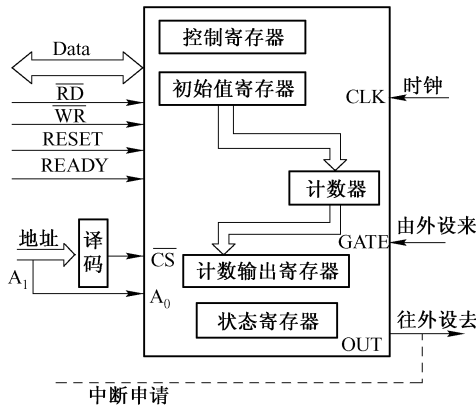 控制寄存器
Data
初始值寄存器
RD
CLK
时钟
WR
RESET
READY
计数器
由外设来
地址
译码
GATE
CS
计数输出寄存器
A1
A0
状态寄存器
往外设去
OUT
中断申请